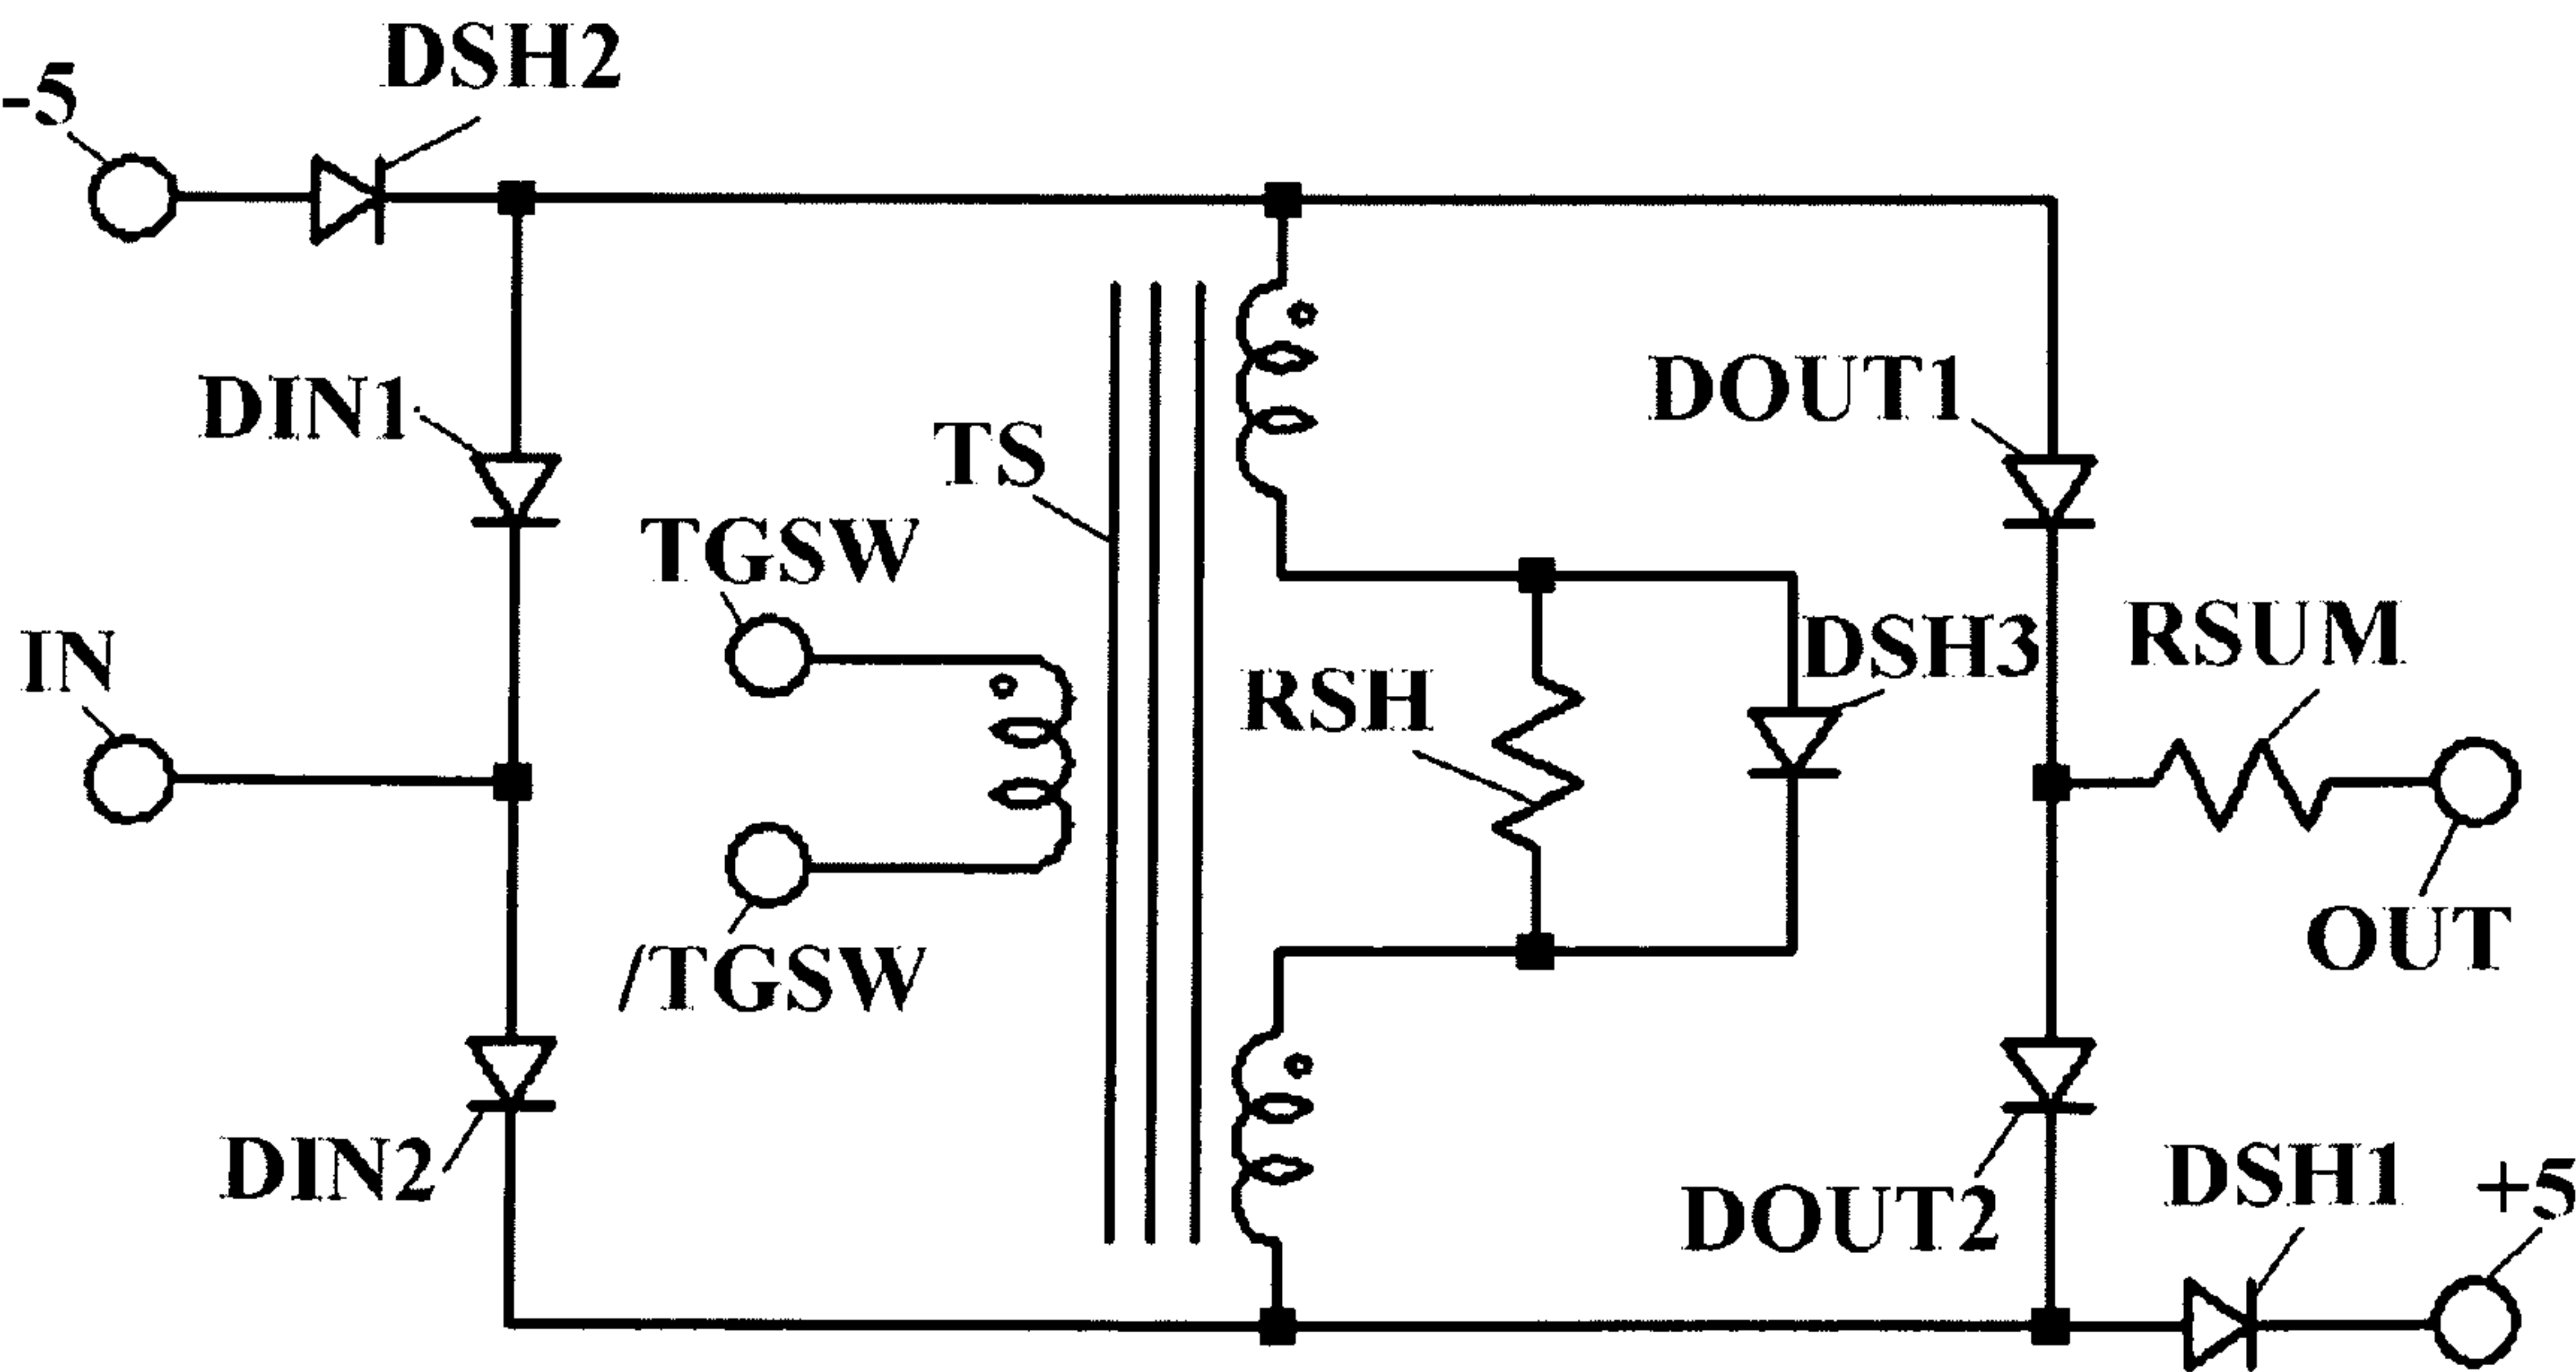 DSH2
-5
DIN1
DOUT1
TS
TGSW
IN
RSUM
DSH3
RSH
OUT
/TGSW
DIN2
DSH1
+5
DOUT2